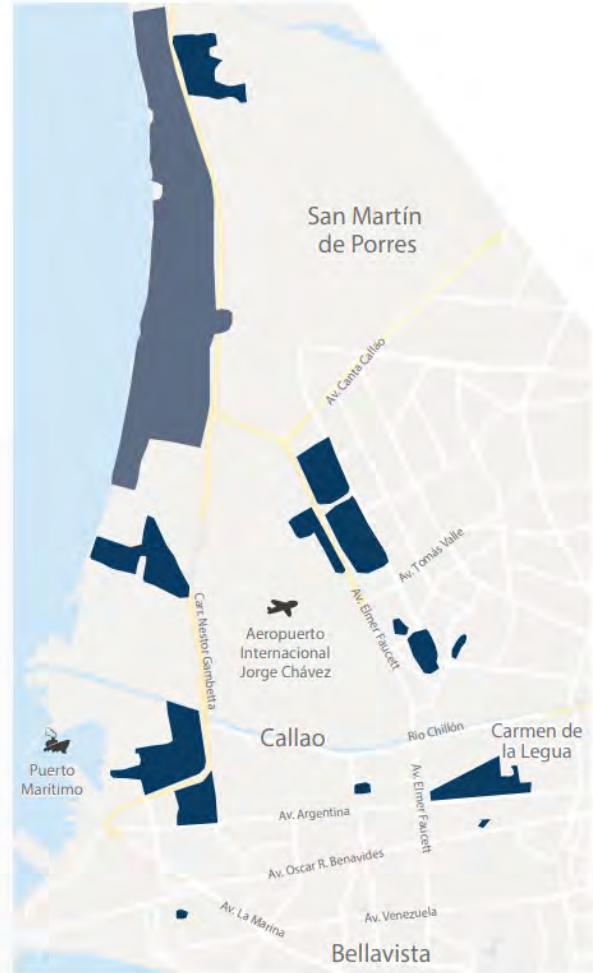 San Martín
de Porres
Av. Canta Callao
Av. Tomás Valle
Av. Elmer Faucett
Carr. Nestor Gambetta
Aeropuerto
Internacional
Jorge Chávez
Callao
Río Chillón
Carmen de
la Legua
Puerto
Marítimo
Av. Elmer Faucett
Av. Argentina
Av. Oscar R. Benavides
Av. La Marina
Av. Venezuela
Bellavista